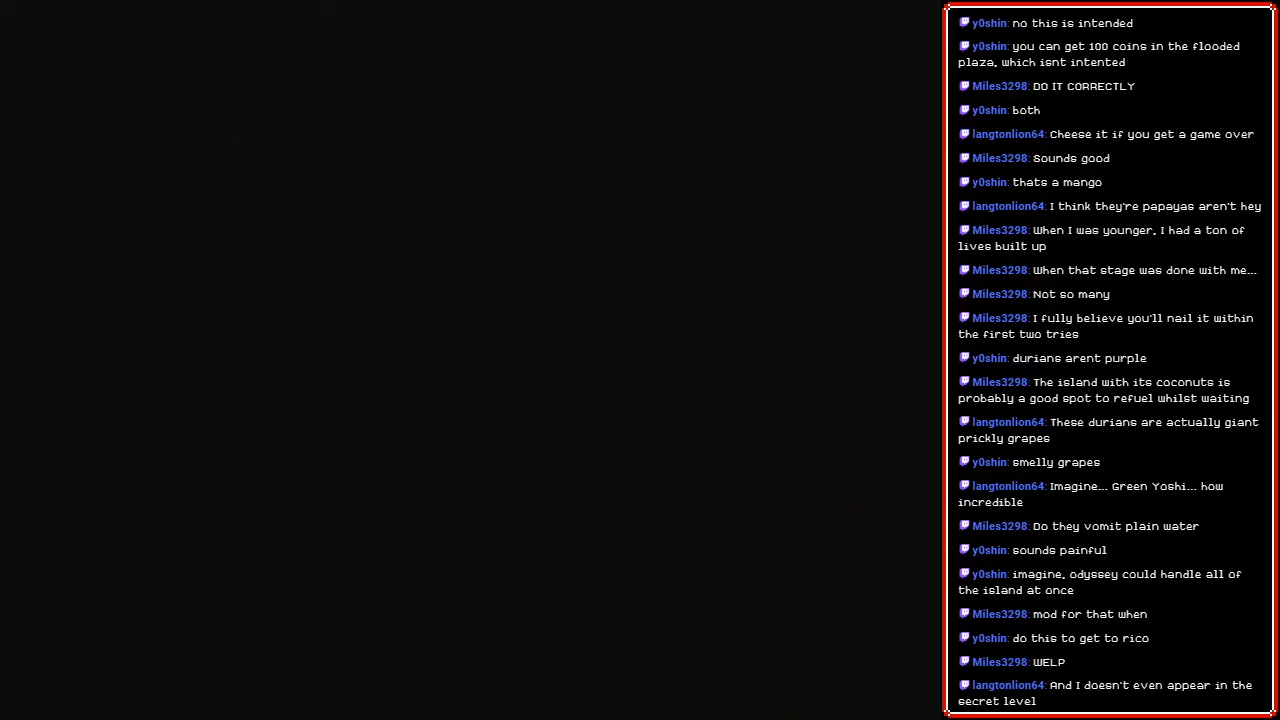 y0shin: no this is intended
y0shin: you can get 100 coins in the flooded
plaza, which isnt intented
Miles3298: DO IT CORRECTLY
y0shin: both
langtonlion64: Cheese it if you get a game over
Miles3298: Sounds good
y0shin: thats a mango
langtonlion64: I think they're papayas aren't hey
Miles3298: When I was younger, I had a ton of
lives built up
Miles3298: When that stage was done with me...
Miles3298: Not so many
Miles3298: I fully believe you'll nail it within
the first two tries
y0shin: durians arent purple
Miles3298: The island with its coconuts is
probably a good spot to refuel whilst waiting
langtonlion64: These durians are actually giant
prickly grapes
y0shin: smelly grapes
langtonlion64: Imagine... Green Yoshi... how
incredible
Miles3298: Do they vomit plain water
y0shin: sounds painful
y0shin: imagine, odyssey could handle all of
the island at once
Miles3298: mod for that when
y0shin: do this to get to rico
Miles3298: WELP
langtonlion64: And I doesn't even appear in the
secret level